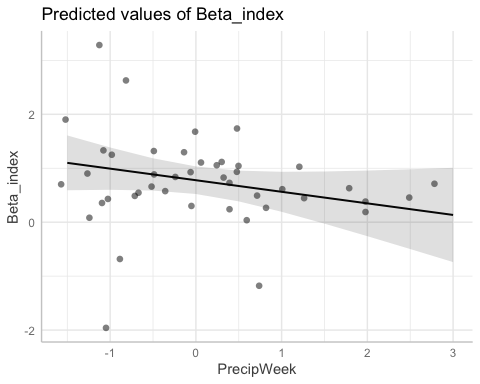 Predicted values of Beta_index
2
0
-2
Beta_index
-1
0
1
2
3
PrecipWeek